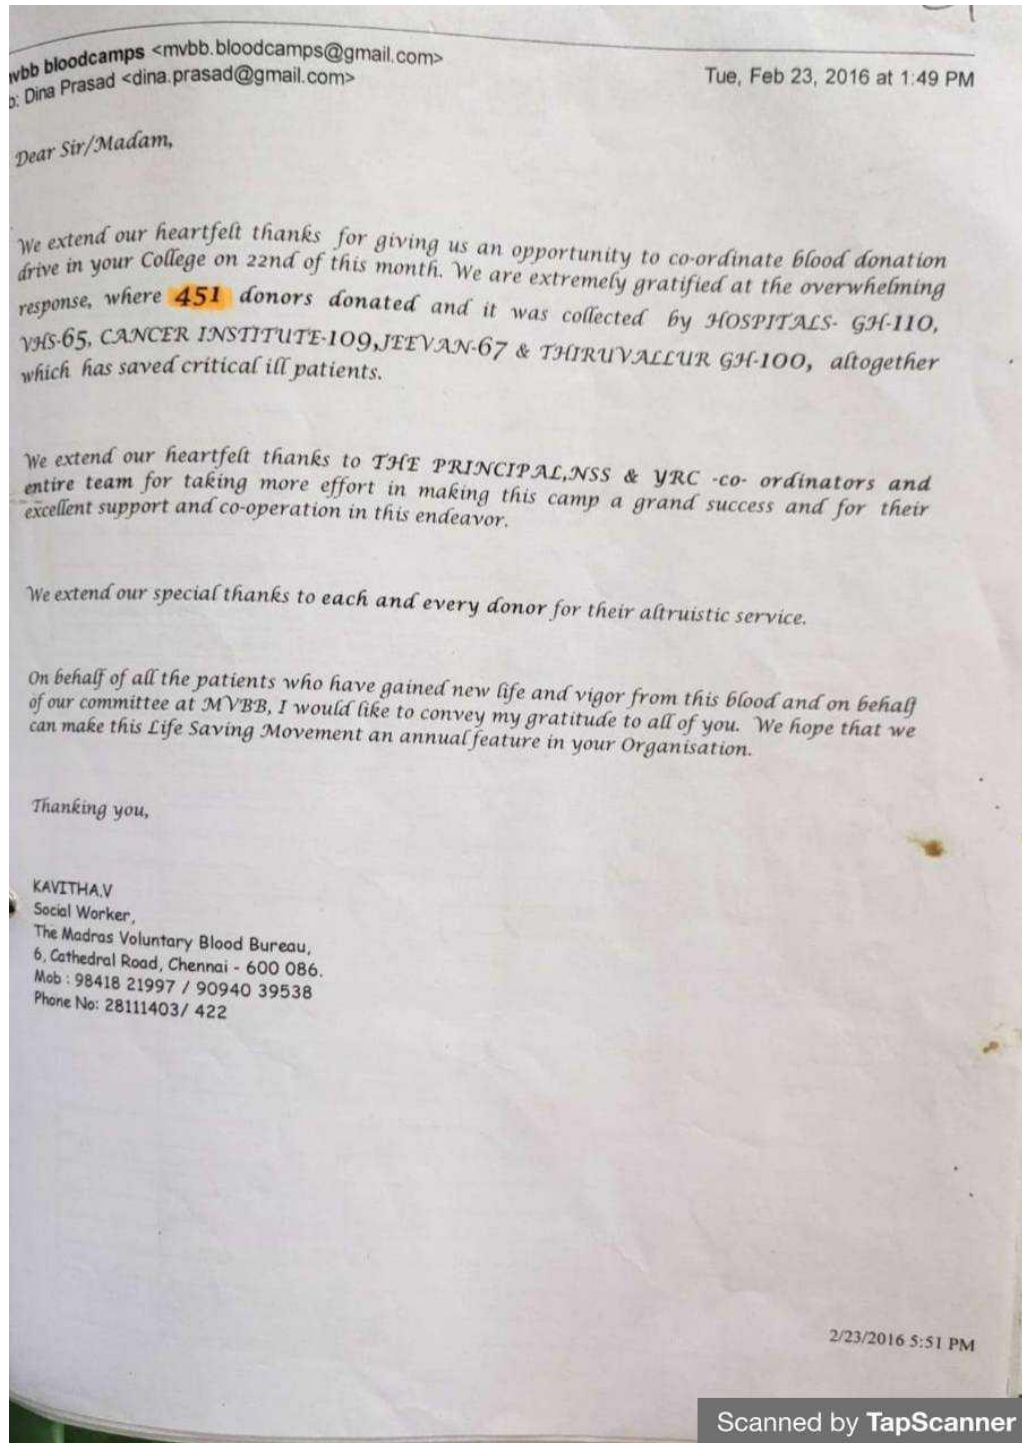 mvbb bloodcamps <mvbb.bloodcamps@gmail.com>
o: Dina Prasad <dina.prasad@gmail.com>
Tue, Feb 23, 2016 at 1:49 PM
Dear Sir/Madam,
We extend our heartfelt thanks for giving us an opportunity to co-ordinate blood donation
drive in your College on 22nd of this month. We are extremely gratified at the overwhelming
response, where 451 donors donated and it was collected by HOSPITALS- GH-110,
VHS-65, CANCER INSTITUTE-109,JEEVAN-67 & THIRUVALLUR GH-100, altogether
which has saved critical ill patients.
We extend our heartfelt thanks to THE PRINCIPAL,NSS & YRC -co- ordinators and
entire team for taking more effort in making this camp a grand success and for their
excellent support and co-operation in this endeavor.
We extend our special thanks to each and every donor for their altruistic service.
On behalf of all the patients who have gained new life and vigor from this blood and on behalf
of our committee at MVBB, I would like to convey my gratitude to all of you. We hope that we
can make this Life Saving Movement an annual feature in your Organisation.
Thanking you,
KAVITHA.V
Social Worker,
The Madras Voluntary Blood Bureau,
6, Cathedral Road, Chennai - 600 086.
Mob : 98418 21997 / 90940 39538
Phone No: 28111403/ 422
2/23/2016 5:51 PM
Scanned by TapScanner